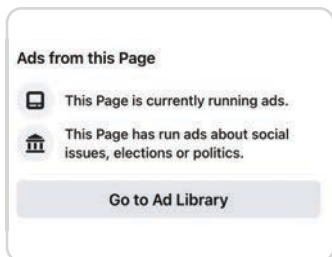 Ads from this Page
This Page is currently running ads.
This Page has run ads about social
issues, elections or politics.
Go to Ad Library